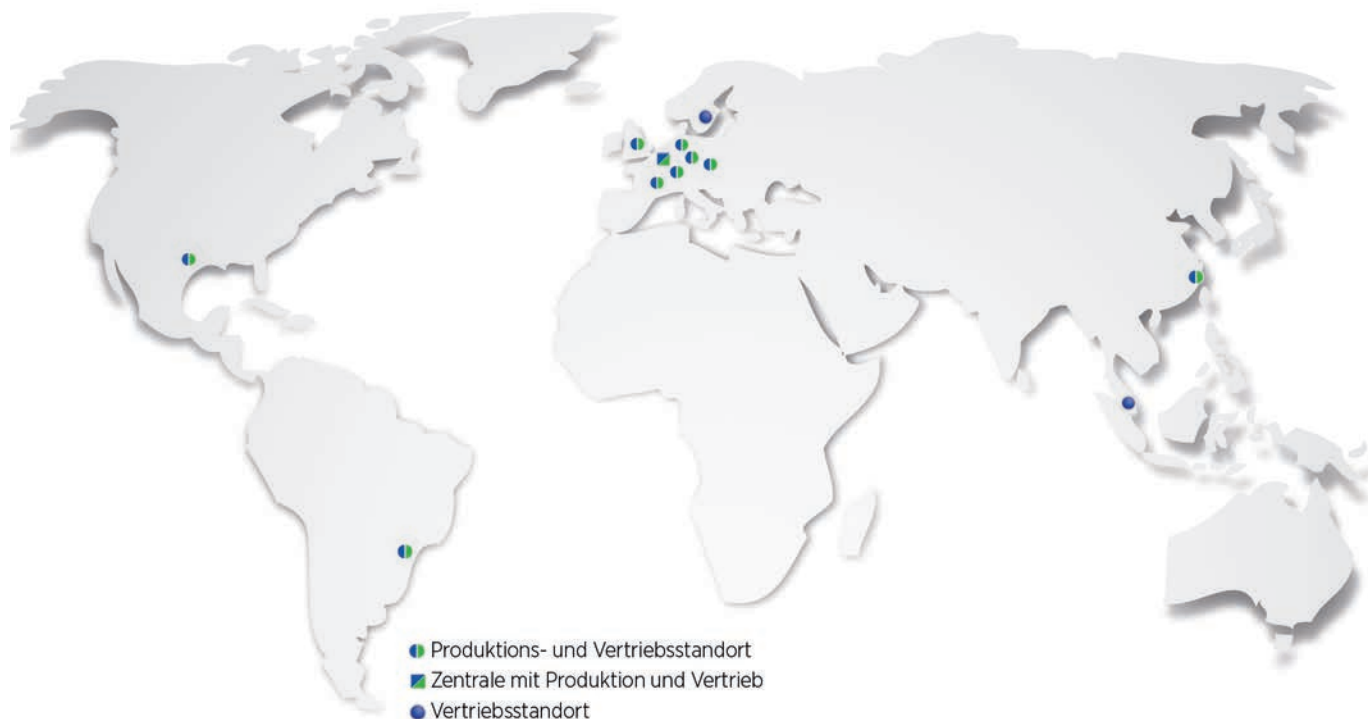 Produktions- und Vertriebsstandort
Zentrale mit Produktion und Vertrieb
Vertriebsstandort